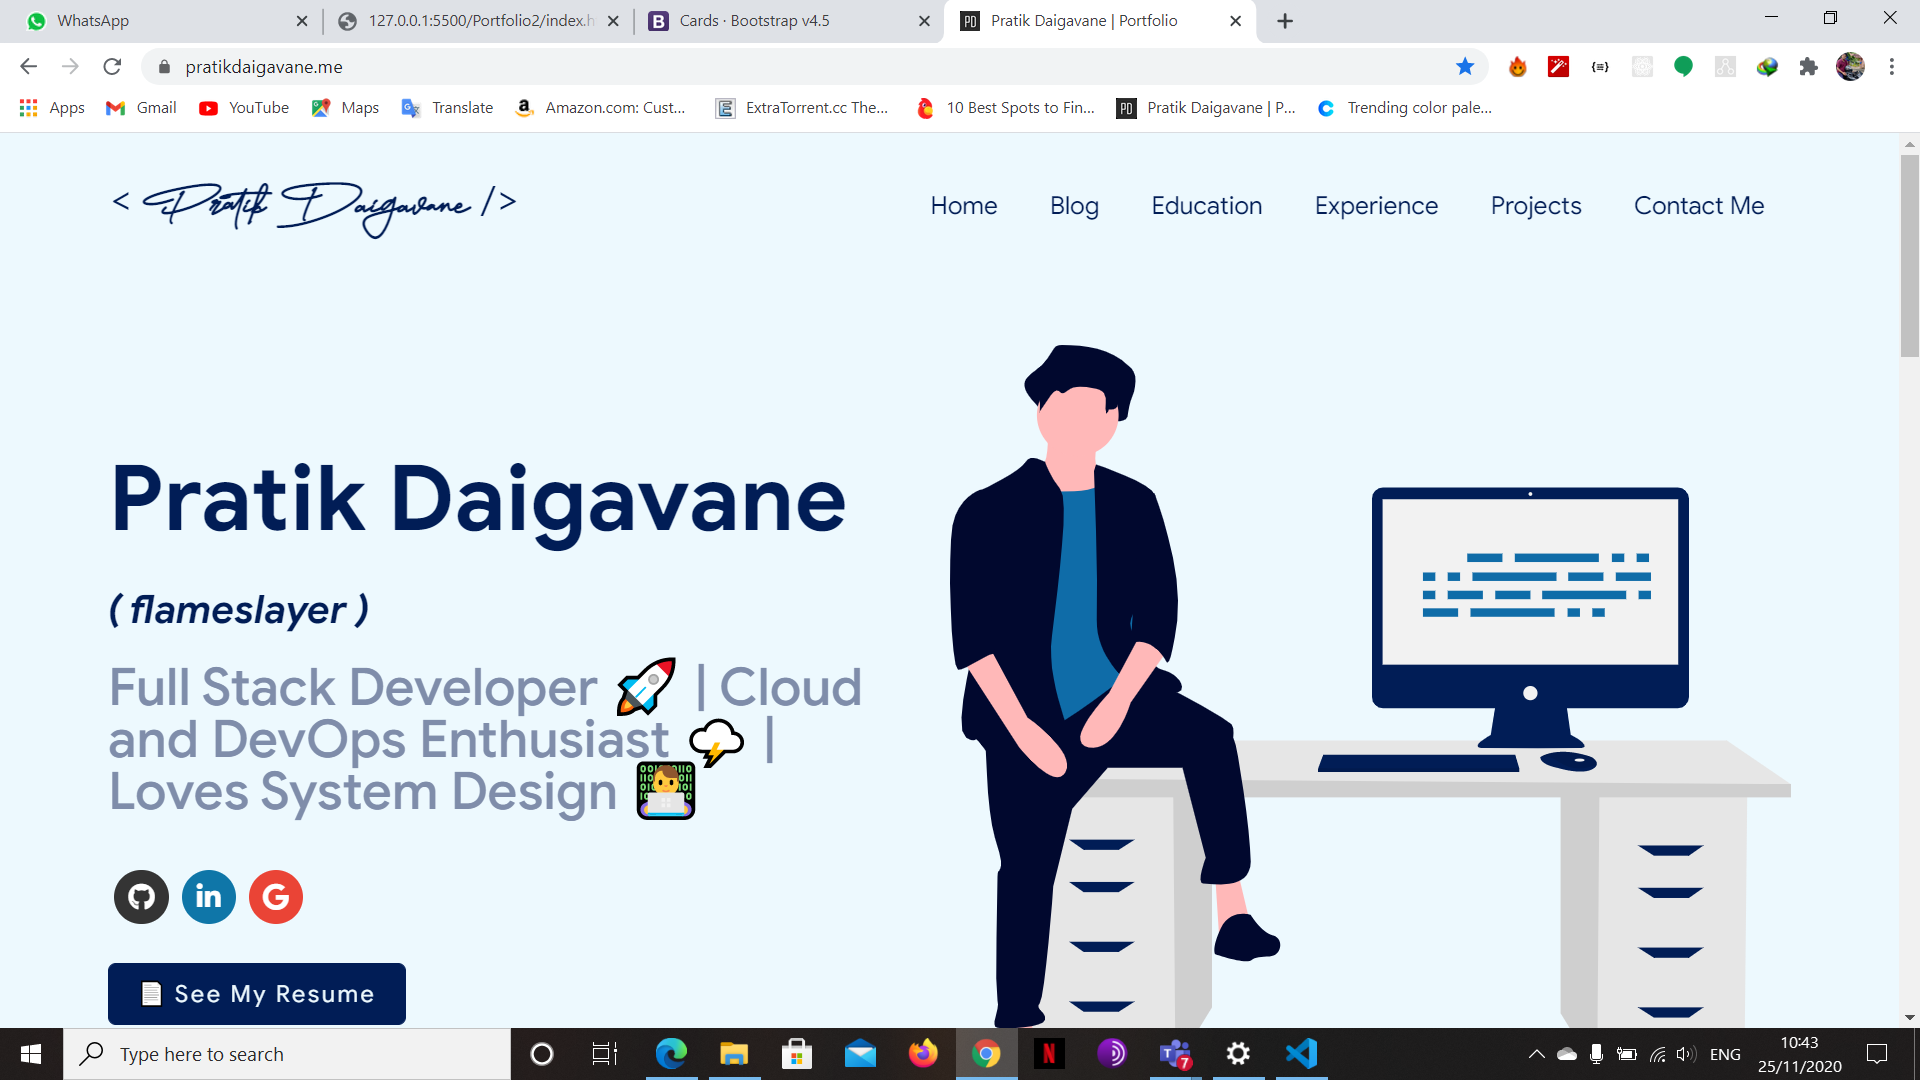 WhatsApp
127.0.0.1:5500/Portfolio2/index.h
Cards · Bootstrap v4.5
Pratik Daigavane | Portfolio
pratikdaigavane.me
Apps
Gmail
YouTube
Maps
Translate
Amazon.com: Cust...
ExtraTorrent.cc The...
10 Best Spots to Fin...
Pratik Daigavane | P...
Trending color pale...
< Pratik Daigavane />
Home
Blog
Education
Experience
Projects
Contact Me
Pratik Daigavane
( flameslayer )
Full Stack Developer 🚀 | Cloud
and DevOps Enthusiast 🌩️ |
Loves System Design 👨‍💻
See My Resume
Type here to search
7
ENG
10:43
25/11/2020